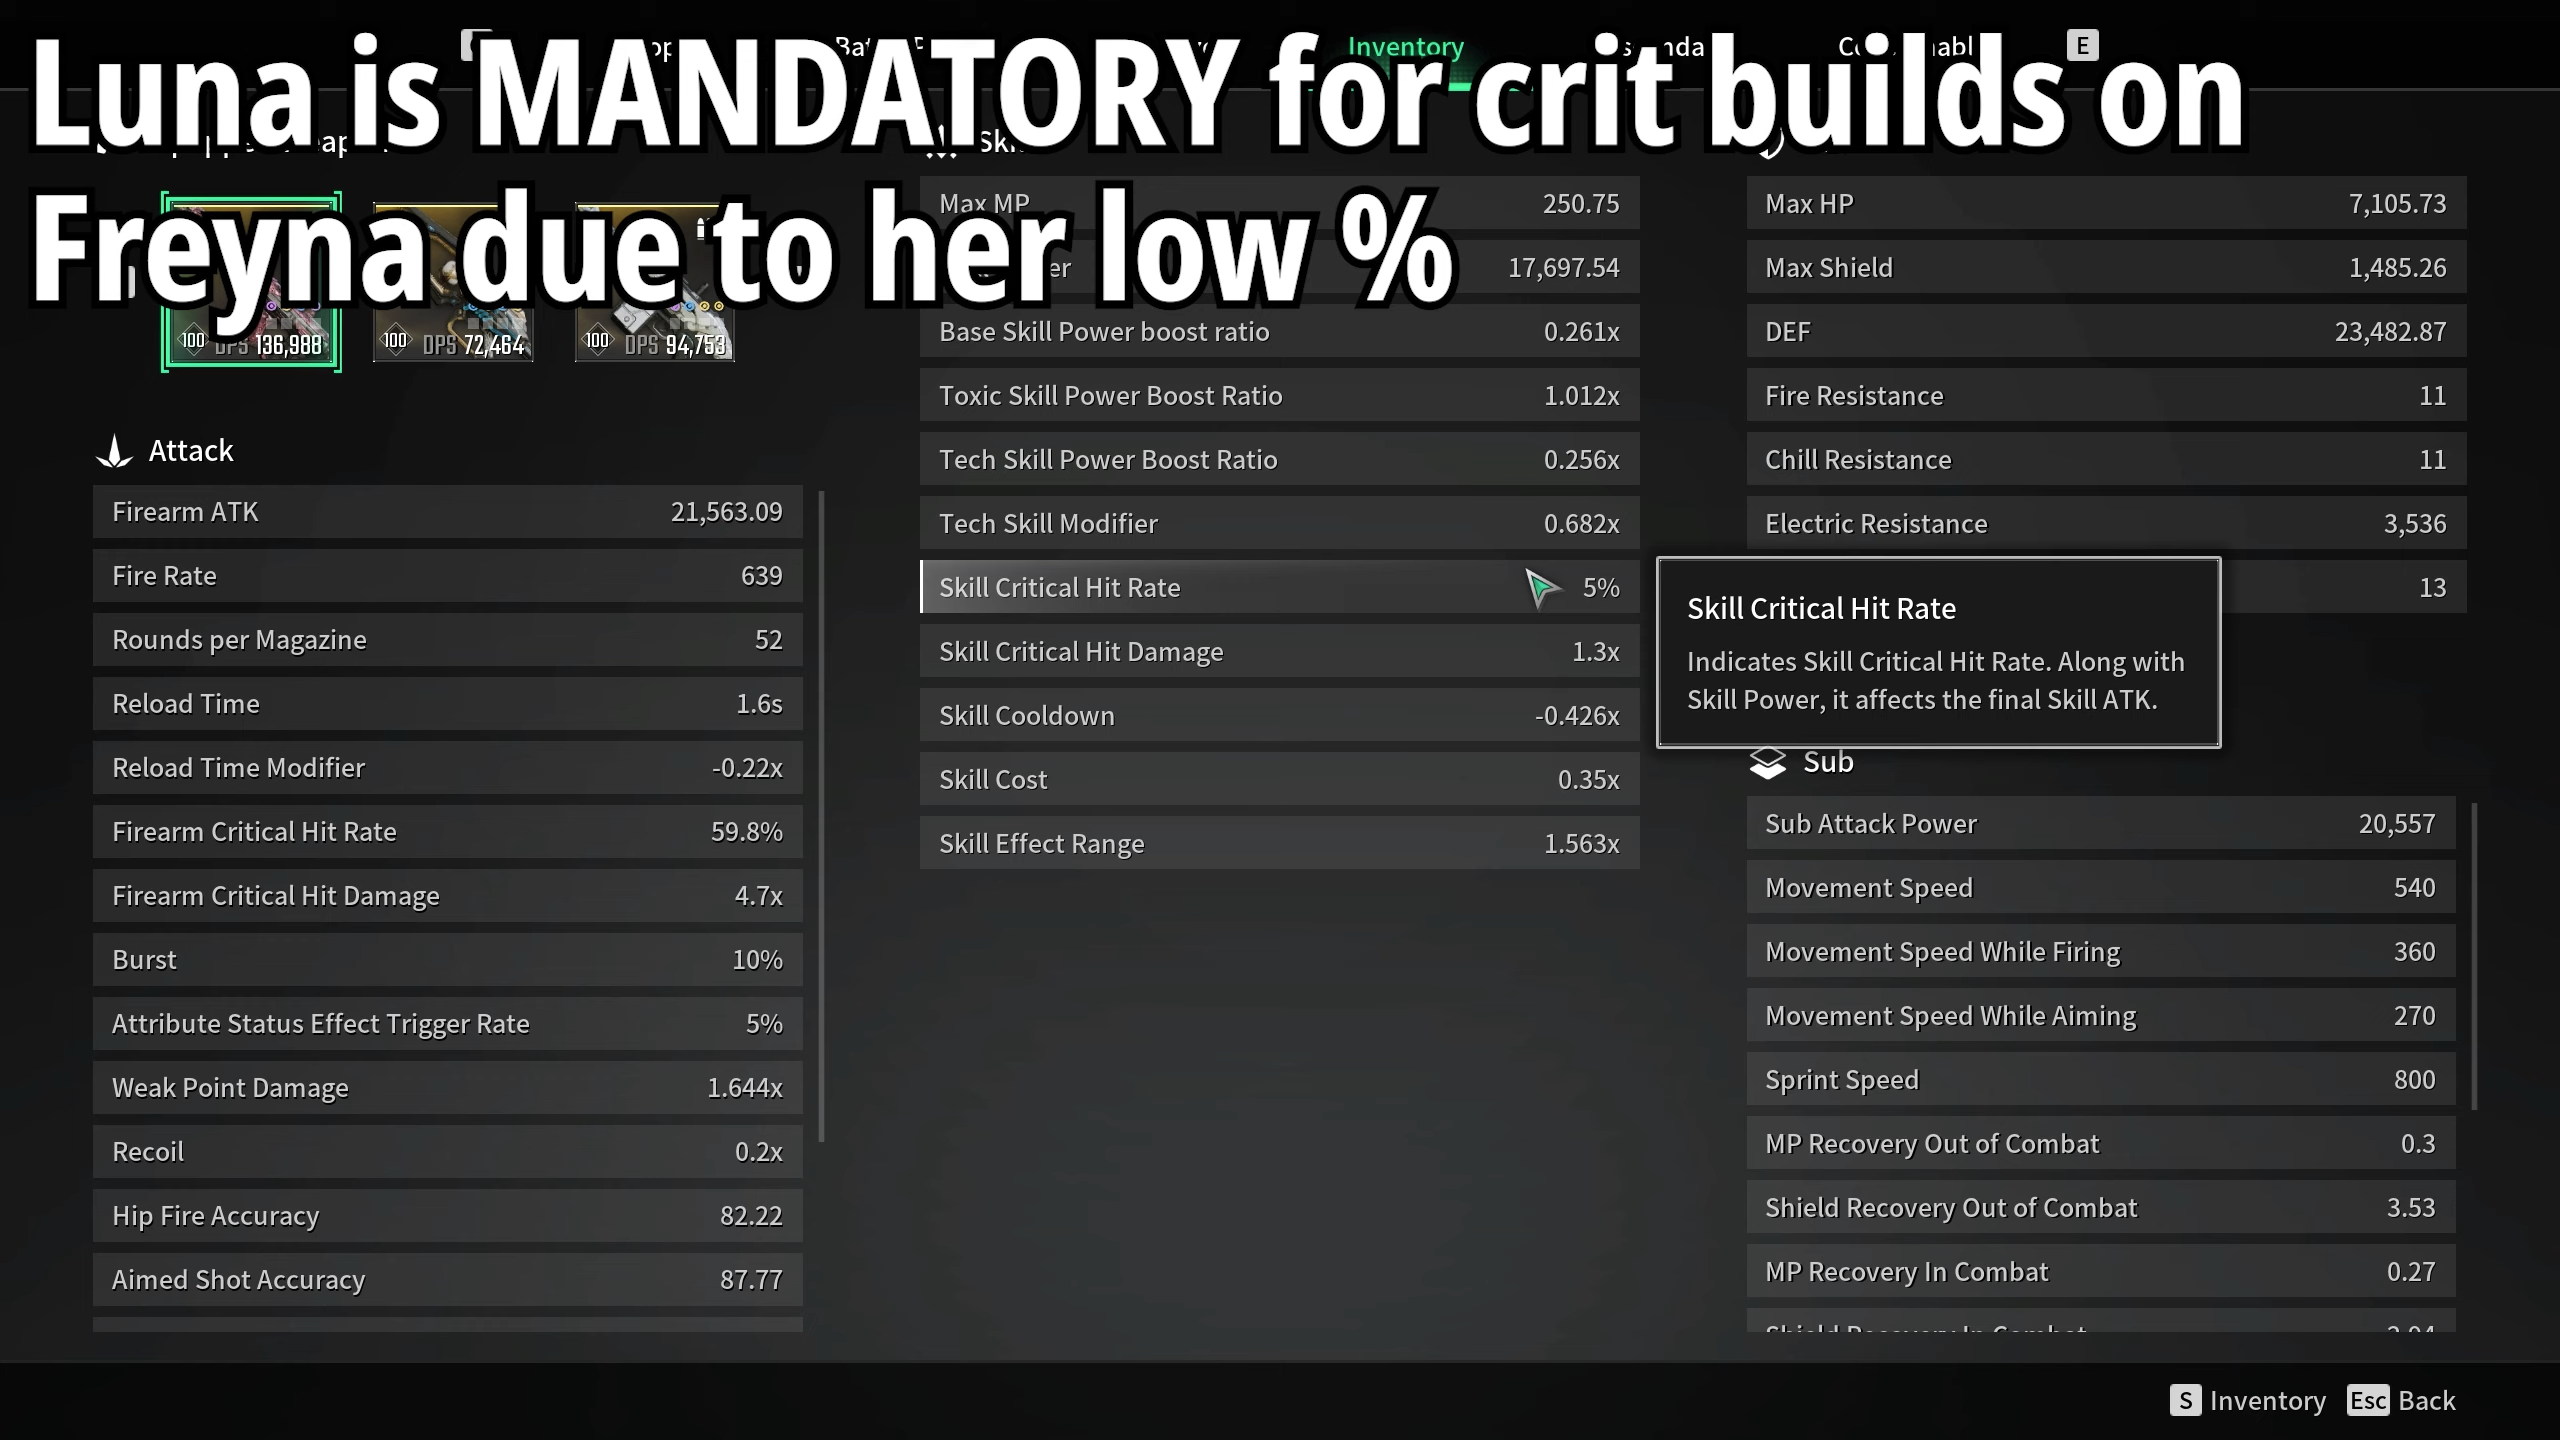 Luna is MANDATORY for crit builds on
Freyna due to her low %
Inventory
E
100 DPS 136,988
100 DPS 72,464
100 DPS 94,753
Attack
Firearm ATK 21,563.09
Fire Rate 639
Rounds per Magazine 52
Reload Time 1.6s
Reload Time Modifier -0.22x
Firearm Critical Hit Rate 59.8%
Firearm Critical Hit Damage 4.7x
Burst 10%
Attribute Status Effect Trigger Rate 5%
Weak Point Damage 1.644x
Recoil 0.2x
Hip Fire Accuracy 82.22
Aimed Shot Accuracy 87.77
Max MP 250.75
17,697.54
Base Skill Power boost ratio 0.261x
Toxic Skill Power Boost Ratio 1.012x
Tech Skill Power Boost Ratio 0.256x
Tech Skill Modifier 0.682x
Skill Critical Hit Rate 5%
Skill Critical Hit Damage 1.3x
Skill Cooldown -0.426x
Skill Cost 0.35x
Skill Effect Range 1.563x
Max HP 7,105.73
Max Shield 1,485.26
DEF 23,482.87
Fire Resistance 11
Chill Resistance 11
Electric Resistance 3,536
13
Skill Critical Hit Rate
Indicates Skill Critical Hit Rate. Along with
Skill Power, it affects the final Skill ATK.
Sub
Sub Attack Power 20,557
Movement Speed 540
Movement Speed While Firing 360
Movement Speed While Aiming 270
Sprint Speed 800
MP Recovery Out of Combat 0.3
Shield Recovery Out of Combat 3.53
MP Recovery In Combat 0.27
S Inventory Esc Back